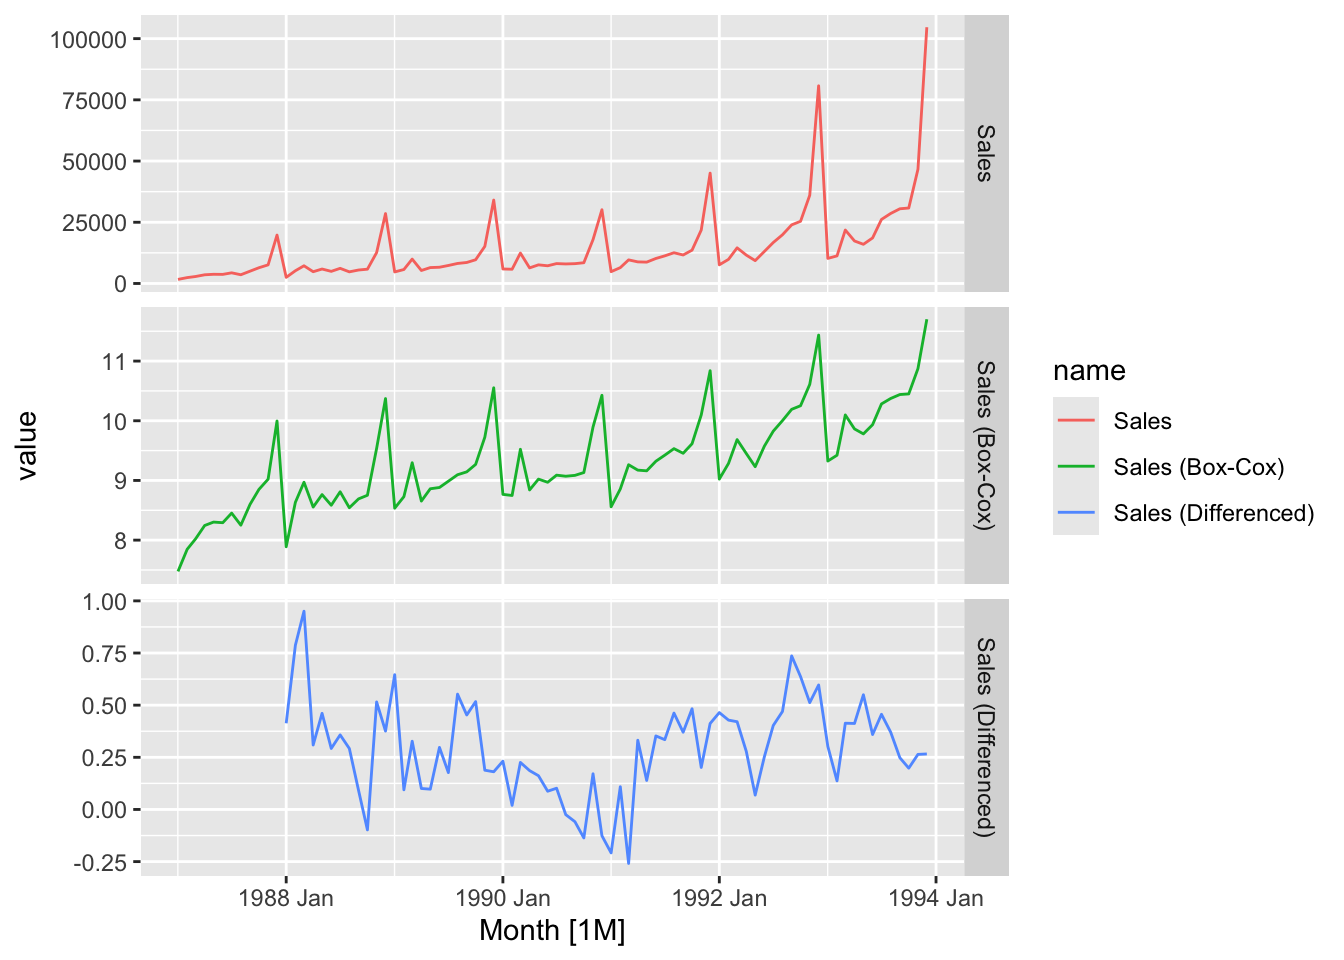 value
100000
75000
50000
25000
0
Sales
11
10
9
8
Sales (Box-Cox)
1.00
0.75
0.50
0.25
0.00
-0.25
Sales (Differenced)
1988 Jan
1990 Jan
1992 Jan
1994 Jan
Month [1M]
name
Sales
Sales (Box-Cox)
Sales (Differenced)